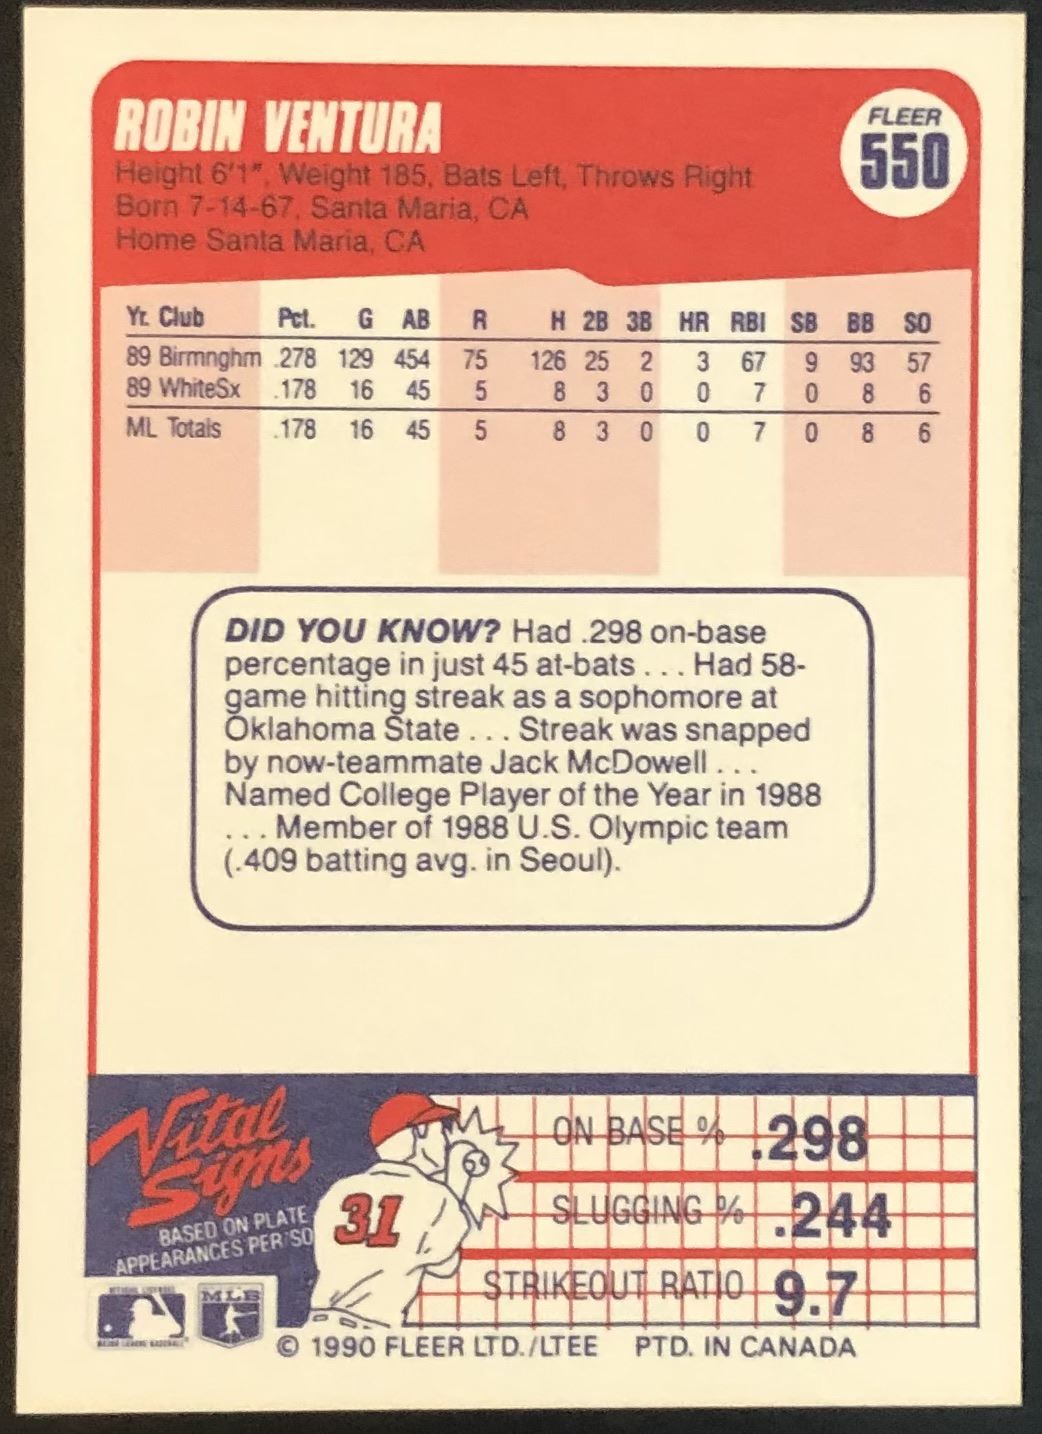 ROBIN VENTURA
FLEER
550
Height 6'1", Weight 185, Bats Left, Throws Right
Born 7-14-67, Santa Maria, CA
Home Santa Maria, CA
Yr. Club Pct. G AB R H 2B 3B HR RBI SB BB SO
89 Birmnghm .278 129 454 75 126 25 2 3 67 9 93 57
89 WhiteSx .178 16 45 5 8 3 0 0 7 0 8 6
ML Totals .178 16 45 5 8 3 0 0 7 0 8 6
DID YOU KNOW? Had .298 on-base
percentage in just 45 at-bats . . . Had 58-
game hitting streak as a sophomore at
Oklahoma State . . . Streak was snapped
by now-teammate Jack McDowell . . .
Named College Player of the Year in 1988
. . . Member of 1988 U.S. Olympic team
(.409 batting avg. in Seoul).
Vital
Signs
BASED ON PLATE
APPEARANCES PER SO
31
ON BASE % .298
SLUGGING % .244
STRIKEOUT RATIO 9.7
MLB
MAJOR LEAGUE BASEBALL
© 1990 FLEER LTD./LTEE PTD. IN CANADA